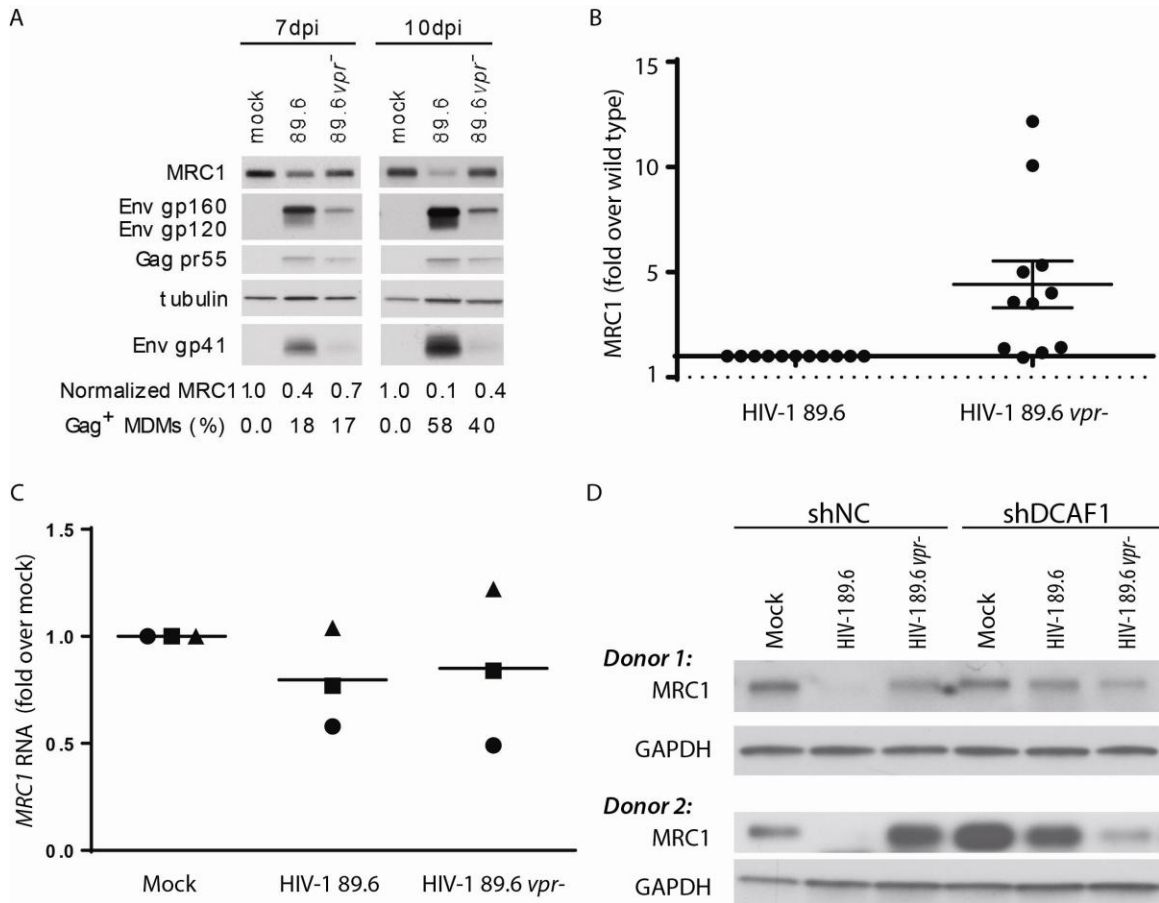 A
7dpi 10dpi
mock 89.6 89.6 vpr- mock 89.6 89.6 vpr-
MRC1
Env gp160
Env gp120
Gag pr55
tubulin
Env gp41
Normalized MRC1 1.0 0.4 0.7 1.0 0.1 0.4
Gag+ MDMs (%) 0.0 18 17 0.0 58 40
B
MRC1 (fold over wild type)
15
10
5
1
HIV-1 89.6 HIV-1 89.6 vpr-
C
MRC1 RNA (fold over mock)
1.5
1.0
0.5
0.0
Mock HIV-1 89.6 HIV-1 89.6 vpr-
D
shNC shDCAF1
Mock HIV-1 89.6 HIV-1 89.6 vpr- Mock HIV-1 89.6 HIV-1 89.6 vpr-
Donor 1:
MRC1
GAPDH
Donor 2:
MRC1
GAPDH